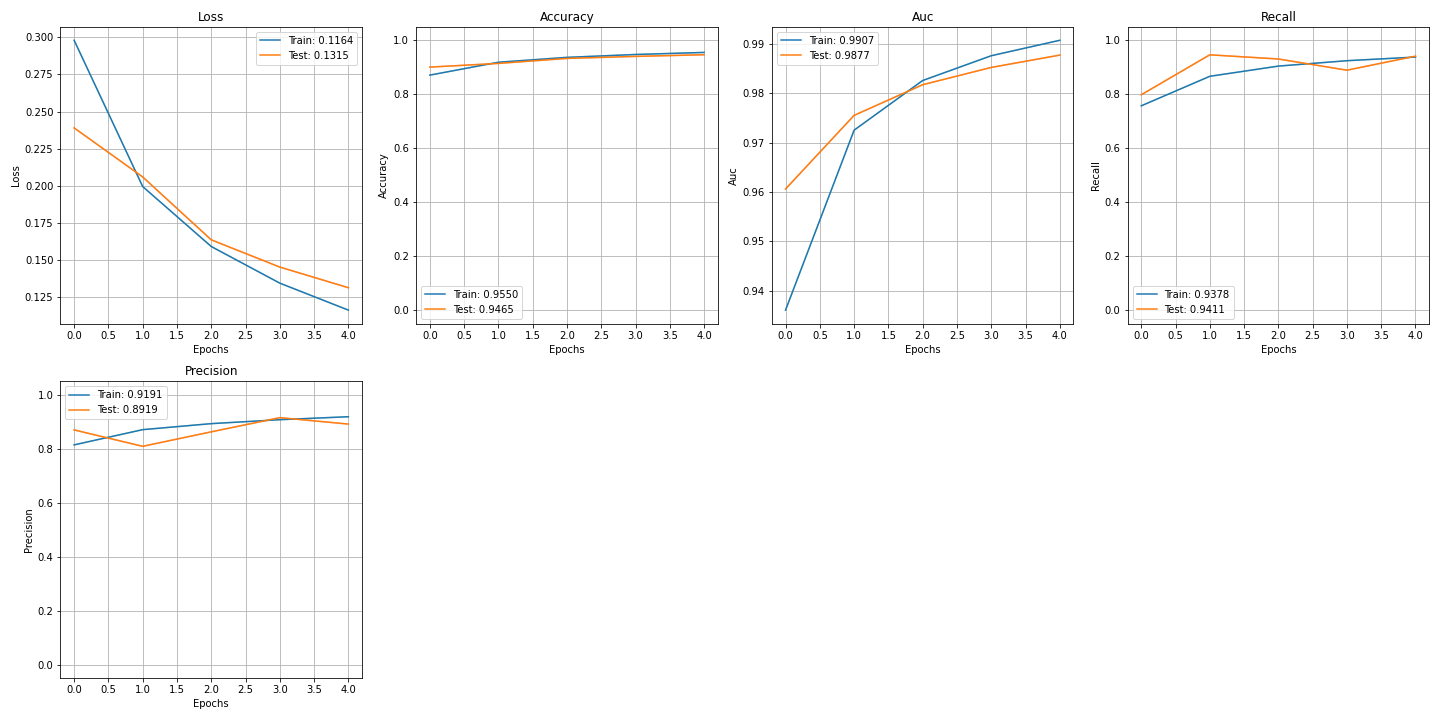 Loss
Train: 0.1164
Test: 0.1315
0.300
0.275
0.250
0.225
0.200
0.175
0.150
0.125
Loss
0.0 0.5 1.0 1.5 2.0 2.5 3.0 3.5 4.0
Epochs
Accuracy
1.0
0.8
0.6
0.4
0.2
0.0
Accuracy
Train: 0.9550
Test: 0.9465
0.0 0.5 1.0 1.5 2.0 2.5 3.0 3.5 4.0
Epochs
Auc
Train: 0.9907
Test: 0.9877
0.99
0.98
0.97
0.96
0.95
0.94
Auc
0.0 0.5 1.0 1.5 2.0 2.5 3.0 3.5 4.0
Epochs
Recall
1.0
0.8
0.6
0.4
0.2
0.0
Recall
Train: 0.9378
Test: 0.9411
0.0 0.5 1.0 1.5 2.0 2.5 3.0 3.5 4.0
Epochs
Precision
Train: 0.9191
Test: 0.8919
1.0
0.8
0.6
0.4
0.2
0.0
Precision
0.0 0.5 1.0 1.5 2.0 2.5 3.0 3.5 4.0
Epochs